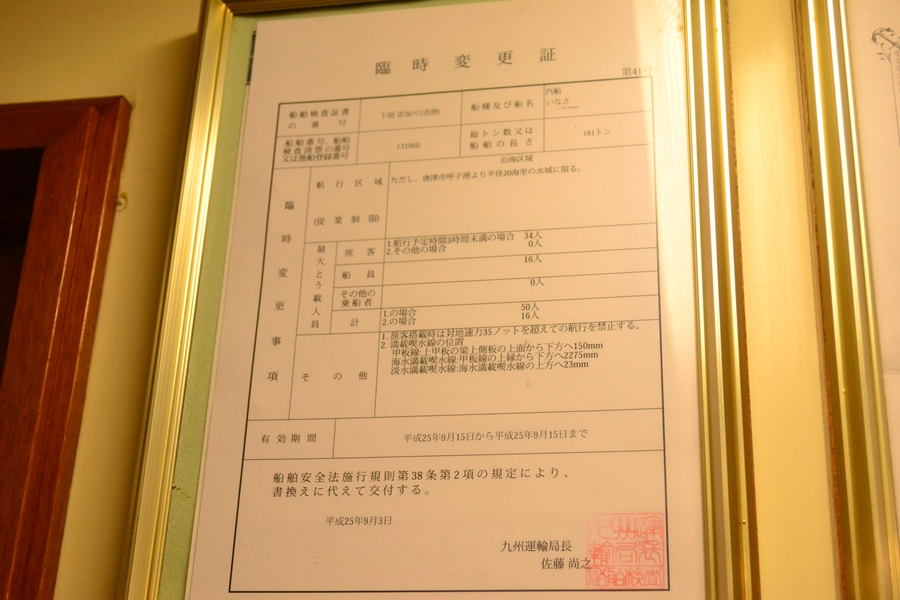 臨時変更証
第41号
船舶検査証書
の番号
下関 第36号(書換)
船種及び船名
汽船
いなさ
船舶番号、船舶
検査済票の番号
又は漁船登録番号
131960
総トン数又は
船舶の長さ
181トン
臨時変更事項
航行区域
(従業制限)
沿海区域
ただし、唐津市呼子港より半径20海里の水域に限る。
最大とう載人員
旅客
1.航行予定時間3時間未満の場合 34人
2.その他の場合 0人
船員
16人
その他の
乗船者
0人
計
1.の場合 50人
2.の場合 16人
その他
1. 旅客搭載時は対地速力35ノットを超えての航行を禁止する。
2. 満載喫水線の位置
甲板線:上甲板の梁上側板の上面から下方へ150mm
海水満載喫水線:甲板線の上縁から下方へ2275mm
淡水満載喫水線:海水満載喫水線の上方へ23mm
有効期間
平成25年9月15日から平成25年9月15日まで
船舶安全法施行規則第38条第2項の規定により、
書換えに代えて交付する。
平成25年9月3日
九州運輸局長
佐藤 尚之